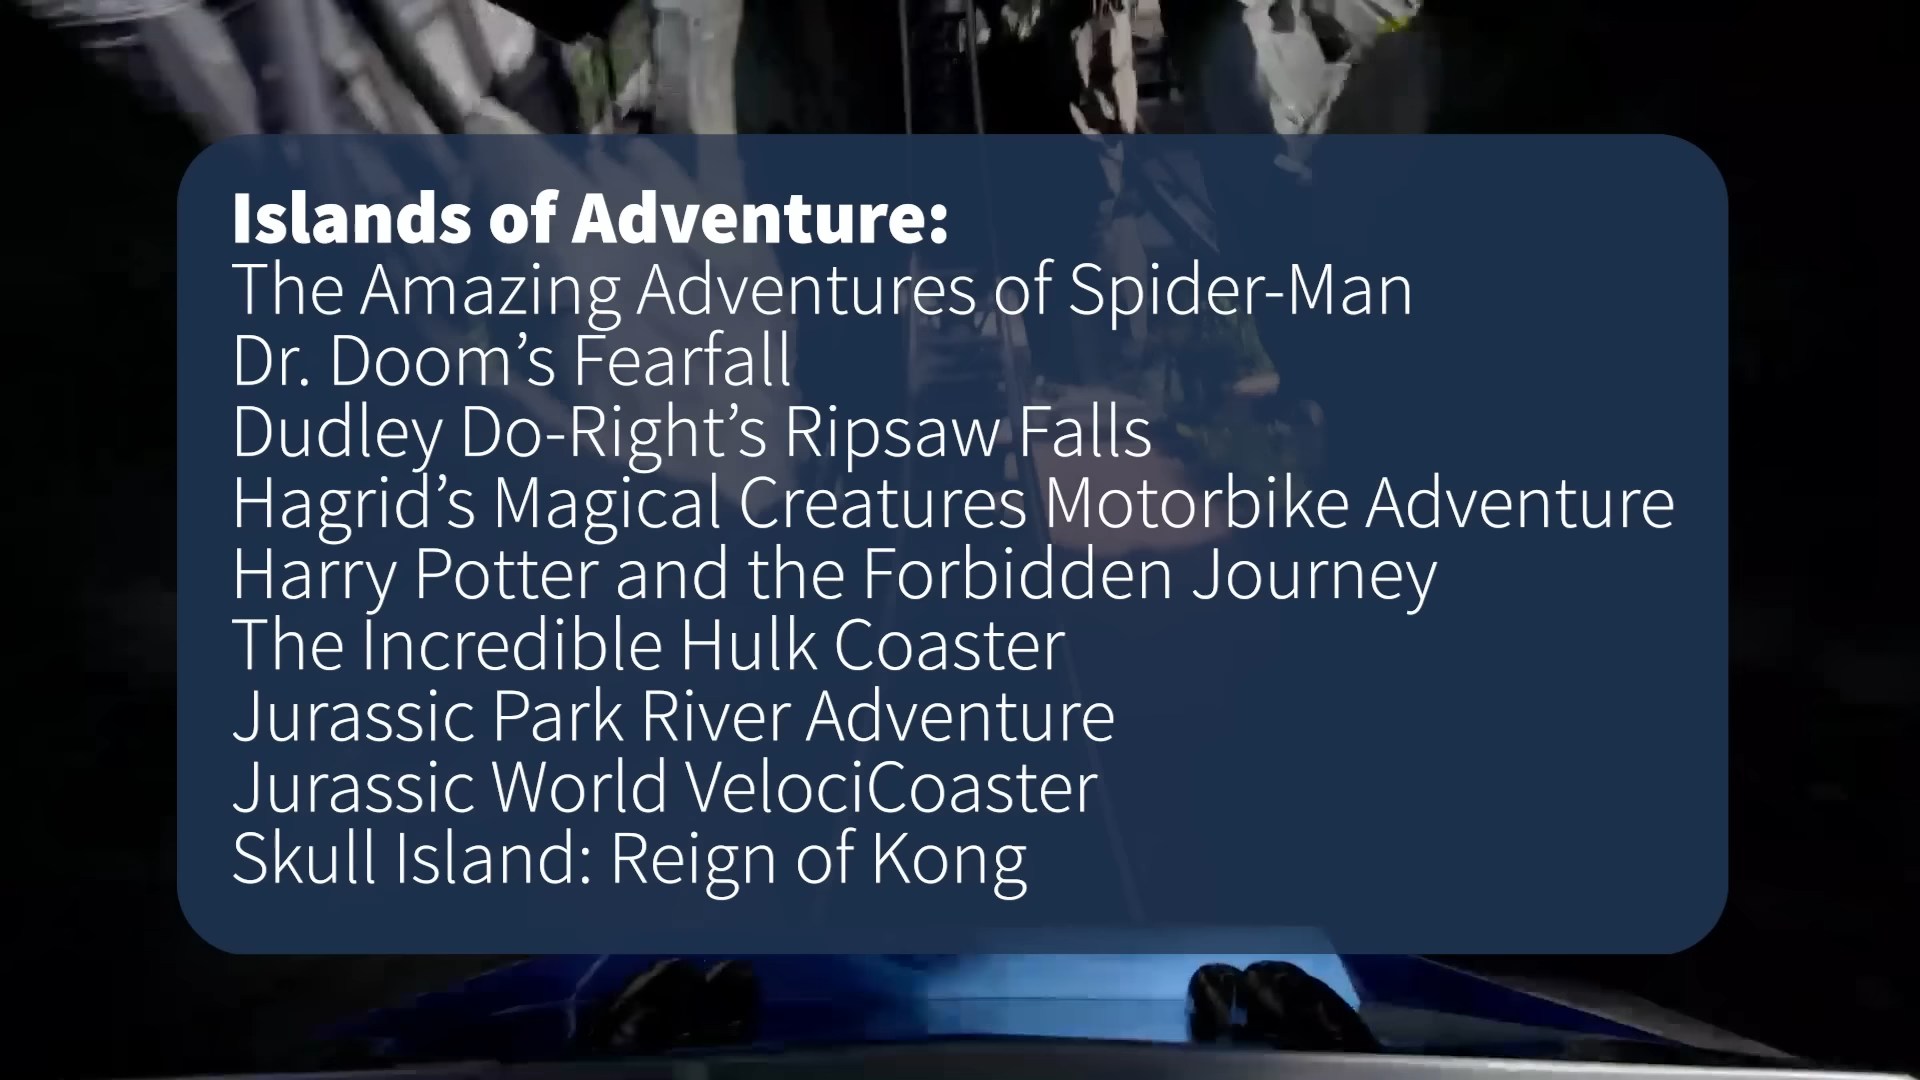 Islands of Adventure:
The Amazing Adventures of Spider-Man
Dr. Doom’s Fearfall
Dudley Do-Right’s Ripsaw Falls
Hagrid’s Magical Creatures Motorbike Adventure
Harry Potter and the Forbidden Journey
The Incredible Hulk Coaster
Jurassic Park River Adventure
Jurassic World VelociCoaster
Skull Island: Reign of Kong